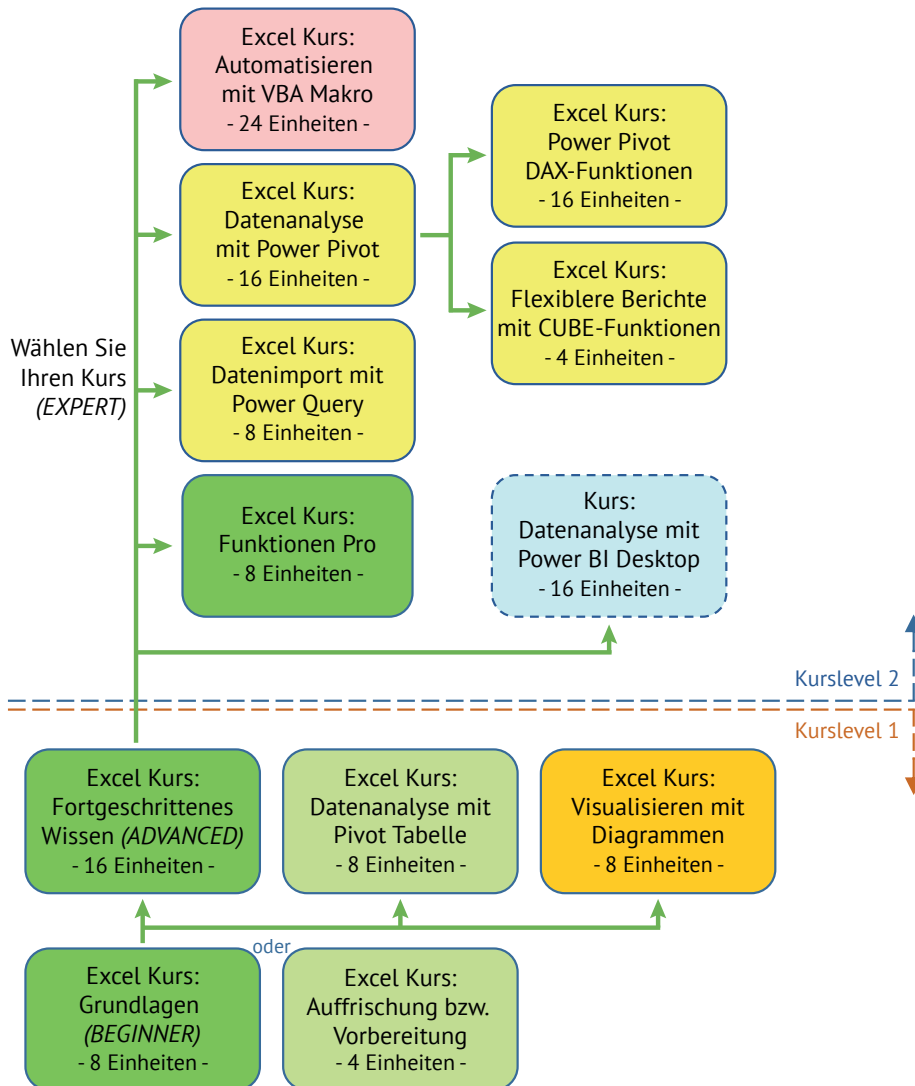 Excel Kurs:
Automatisieren
mit VBA Makro
- 24 Einheiten -
Excel Kurs:
Power Pivot
DAX-Funktionen
- 16 Einheiten -
Excel Kurs:
Datenanalyse
mit Power Pivot
- 16 Einheiten -
Excel Kurs:
Flexiblere Berichte
mit CUBE-Funktionen
- 4 Einheiten -
Wählen Sie
Ihren Kurs
(EXPERT)
Excel Kurs:
Datenimport mit
Power Query
- 8 Einheiten -
Excel Kurs:
Funktionen Pro
- 8 Einheiten -
Kurs:
Datenanalyse mit
Power BI Desktop
- 16 Einheiten -
Kurslevel 2
Kurslevel 1
Excel Kurs:
Fortgeschrittenes
Wissen (ADVANCED)
- 16 Einheiten -
Excel Kurs:
Datenanalyse mit
Pivot Tabelle
- 8 Einheiten -
Excel Kurs:
Visualisieren mit
Diagrammen
- 8 Einheiten -
oder
Excel Kurs:
Grundlagen
(BEGINNER)
- 8 Einheiten -
Excel Kurs:
Auffrischung bzw.
Vorbereitung
- 4 Einheiten -